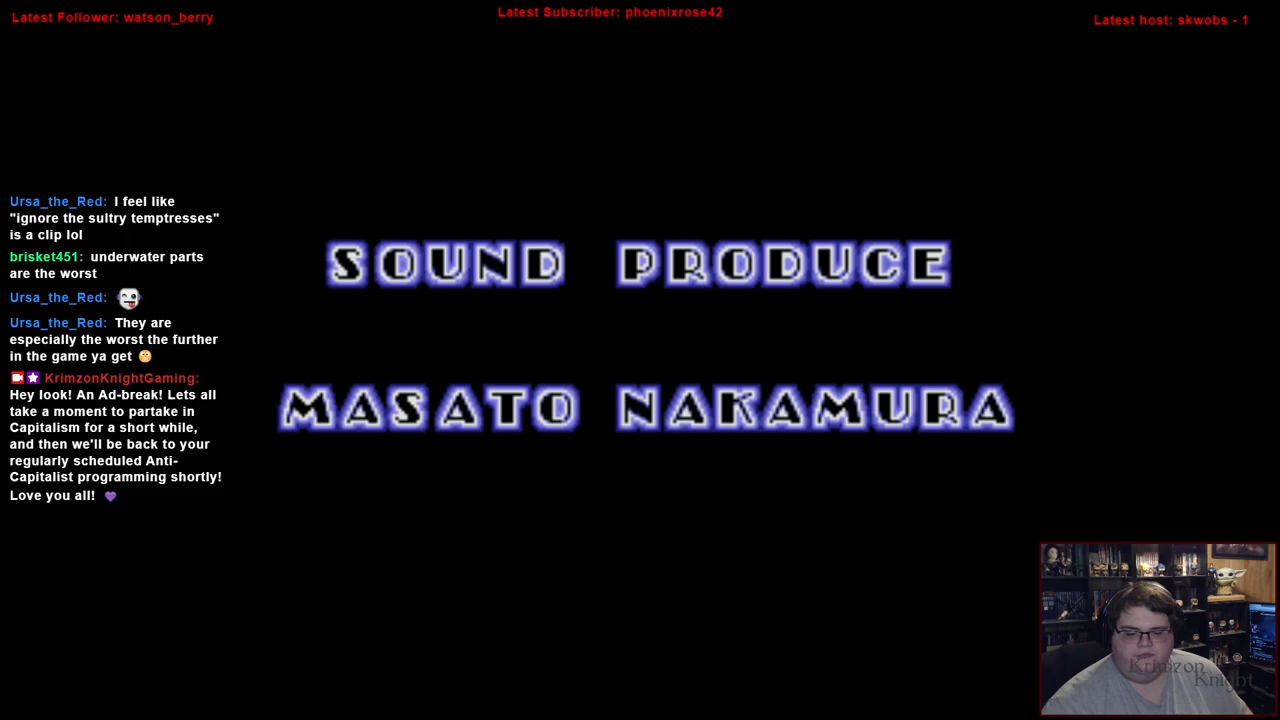 Latest Follower: watson_berry
Latest Subscriber: phoenixrose42
Latest host: skwobs - 1
Ursa_the_Red: I feel like
"ignore the sultry temptresses"
is a clip lol
brisket451: underwater parts
are the worst
Ursa_the_Red:
Ursa_the_Red: They are
especially the worst the further
in the game ya get
KrimzonKnightGaming:
Hey look! An Ad-break! Lets all
take a moment to partake in
Capitalism for a short while,
and then we'll be back to your
regularly scheduled Anti-
Capitalist programming shortly!
Love you all!
SOUND PRODUCE
MASATO NAKAMURA
Krimzon
Knight